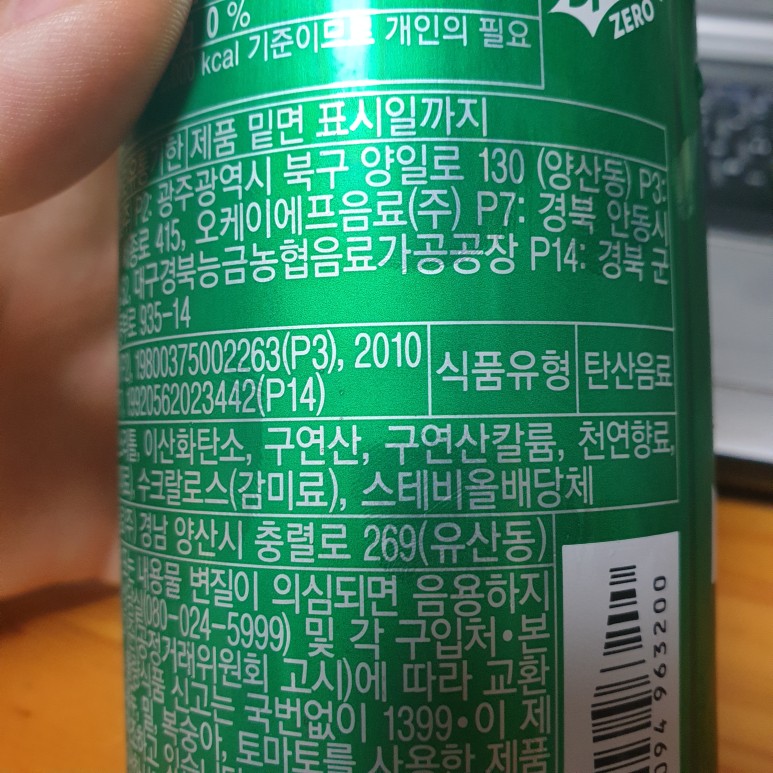 0 %
ZERO
kcal 기준이므로 개인의 필요
제품 밑면 표시일까지
P2: 광주광역시 북구 양일로 130 (양산동) P3:
415, 오케이에프음료(주) P7: 경북 안동시
대구경북능금농협음료가공공장 P14: 경북 군
935-14
19800375002263(P3), 2010
식품유형
탄산음료
19920562023442(P14)
이산화탄소, 구연산, 구연산칼륨, 천연향료,
수크랄로스(감미료), 스테비올배당체
경남 양산시 충렬로 269(유산동)
내용물 변질이 의심되면 음용하지
(080-024-5999) 및 각 구입처•본
공정거래위원회 고시)에 따라 교환
신고는 국번없이 1399•이 제
복숭아, 토마토를 사용한 제품
094 963200